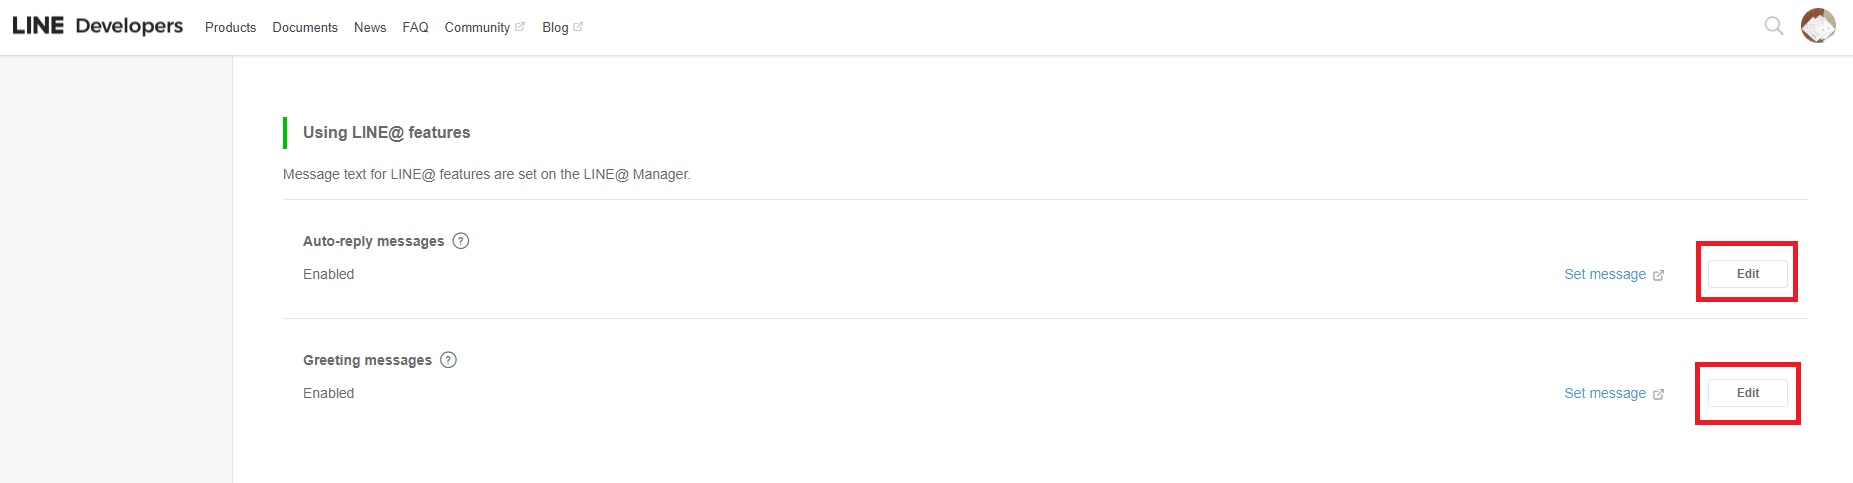 LINE Developers Products Documents News FAQ Community Blog
Using LINE@ features
Message text for LINE@ features are set on the LINE@ Manager.
Auto-reply messages ?
Enabled Set message Edit
Greeting messages ?
Enabled Set message Edit